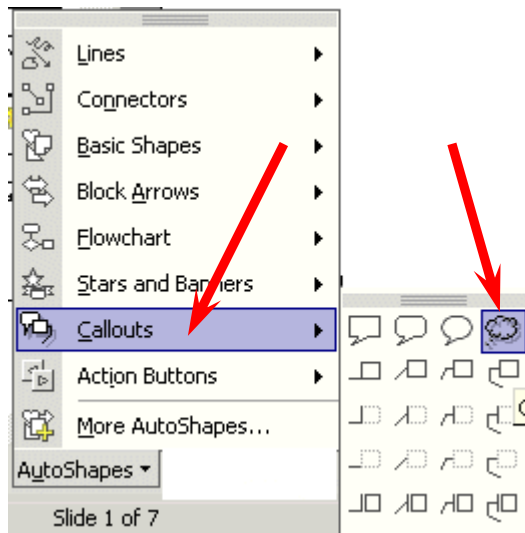 Lines
Connectors
Basic Shapes
Block Arrows
Flowchart
Stars and Banners
Callouts
Action Buttons
More AutoShapes...
AutoShapes
Slide 1 of 7